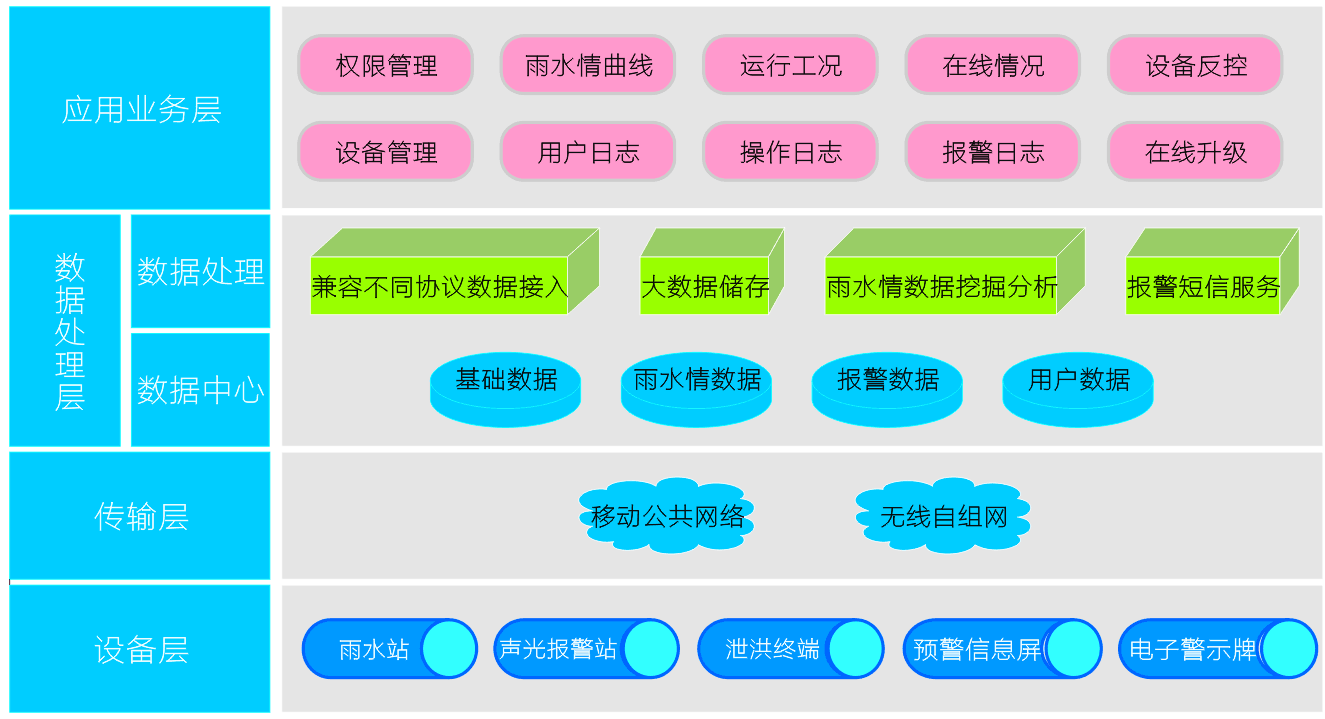 应用业务层
权限管理
雨水情曲线
运行工况
在线情况
设备反控
设备管理
用户日志
操作日志
报警日志
在线升级
数据处理层
数据处理
兼容不同协议数据接入
大数据储存
雨水情数据挖掘分析
报警短信服务
数据中心
基础数据
雨水情数据
报警数据
用户数据
传输层
移动公共网络
无线自组网
设备层
雨水站
声光报警站
泄洪终端
预警信息屏
电子警示牌